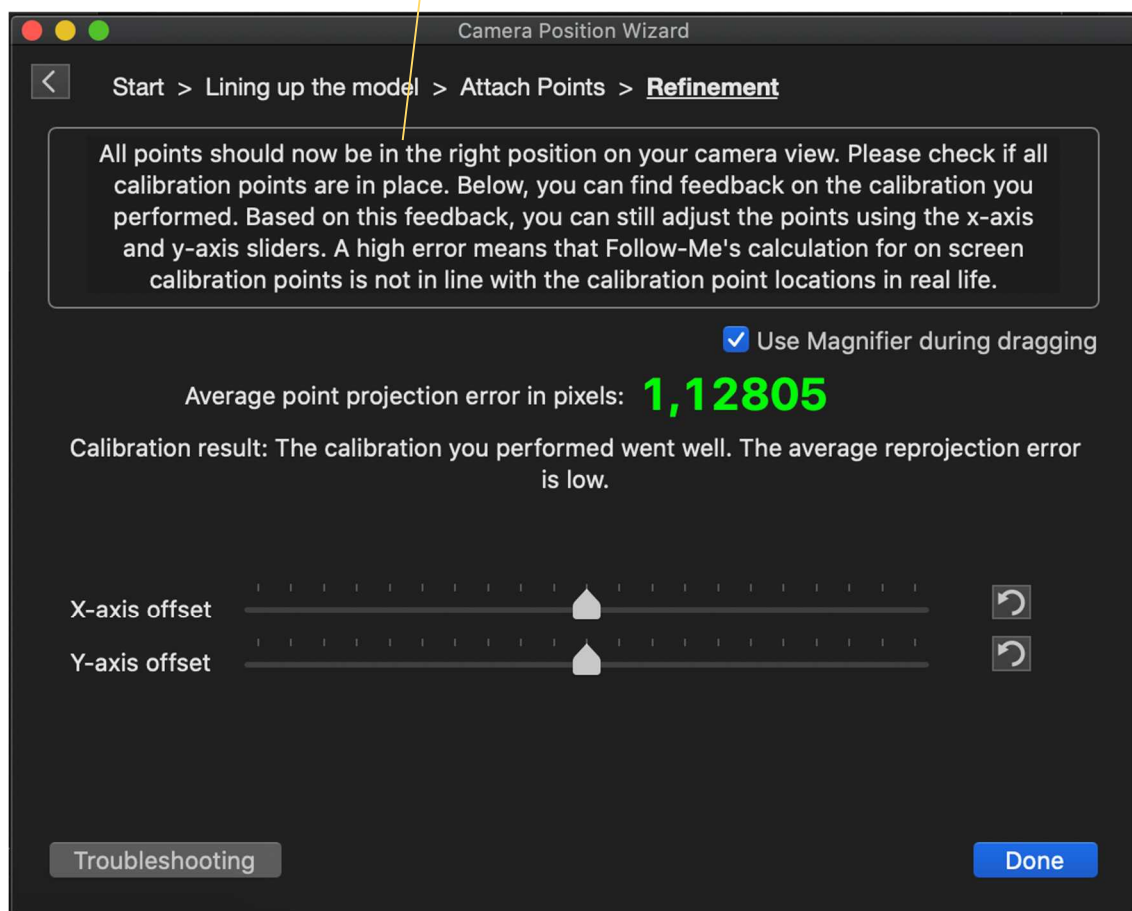 Camera Position Wizard
Start > Lining up the model > Attach Points > Refinement
All points should now be in the right position on your camera view. Please check if all
calibration points are in place. Below, you can find feedback on the calibration you
performed. Based on this feedback, you can still adjust the points using the x-axis
and y-axis sliders. A high error means that Follow-Me's calculation for on screen
calibration points is not in line with the calibration point locations in real life.
Use Magnifier during dragging
Average point projection error in pixels: 1,12805
Calibration result: The calibration you performed went well. The average reprojection error
is low.
X-axis offset
Y-axis offset
Troubleshooting
Done